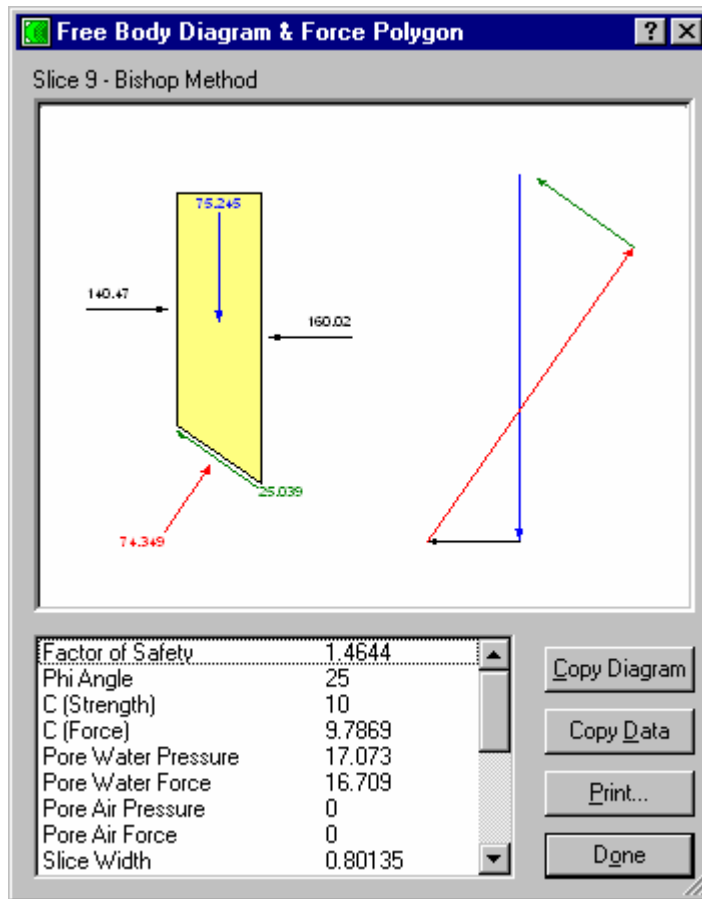 Free Body Diagram & Force Polygon
Slice 9 - Bishop Method
75.245
140.47
160.02
25.039
74.349
Factor of Safety 1.4644
Phi Angle 25
C (Strength) 10
C (Force) 9.7869
Pore Water Pressure 17.073
Pore Water Force 16.709
Pore Air Pressure 0
Pore Air Force 0
Slice Width 0.80135
Copy Diagram
Copy Data
Print...
Done